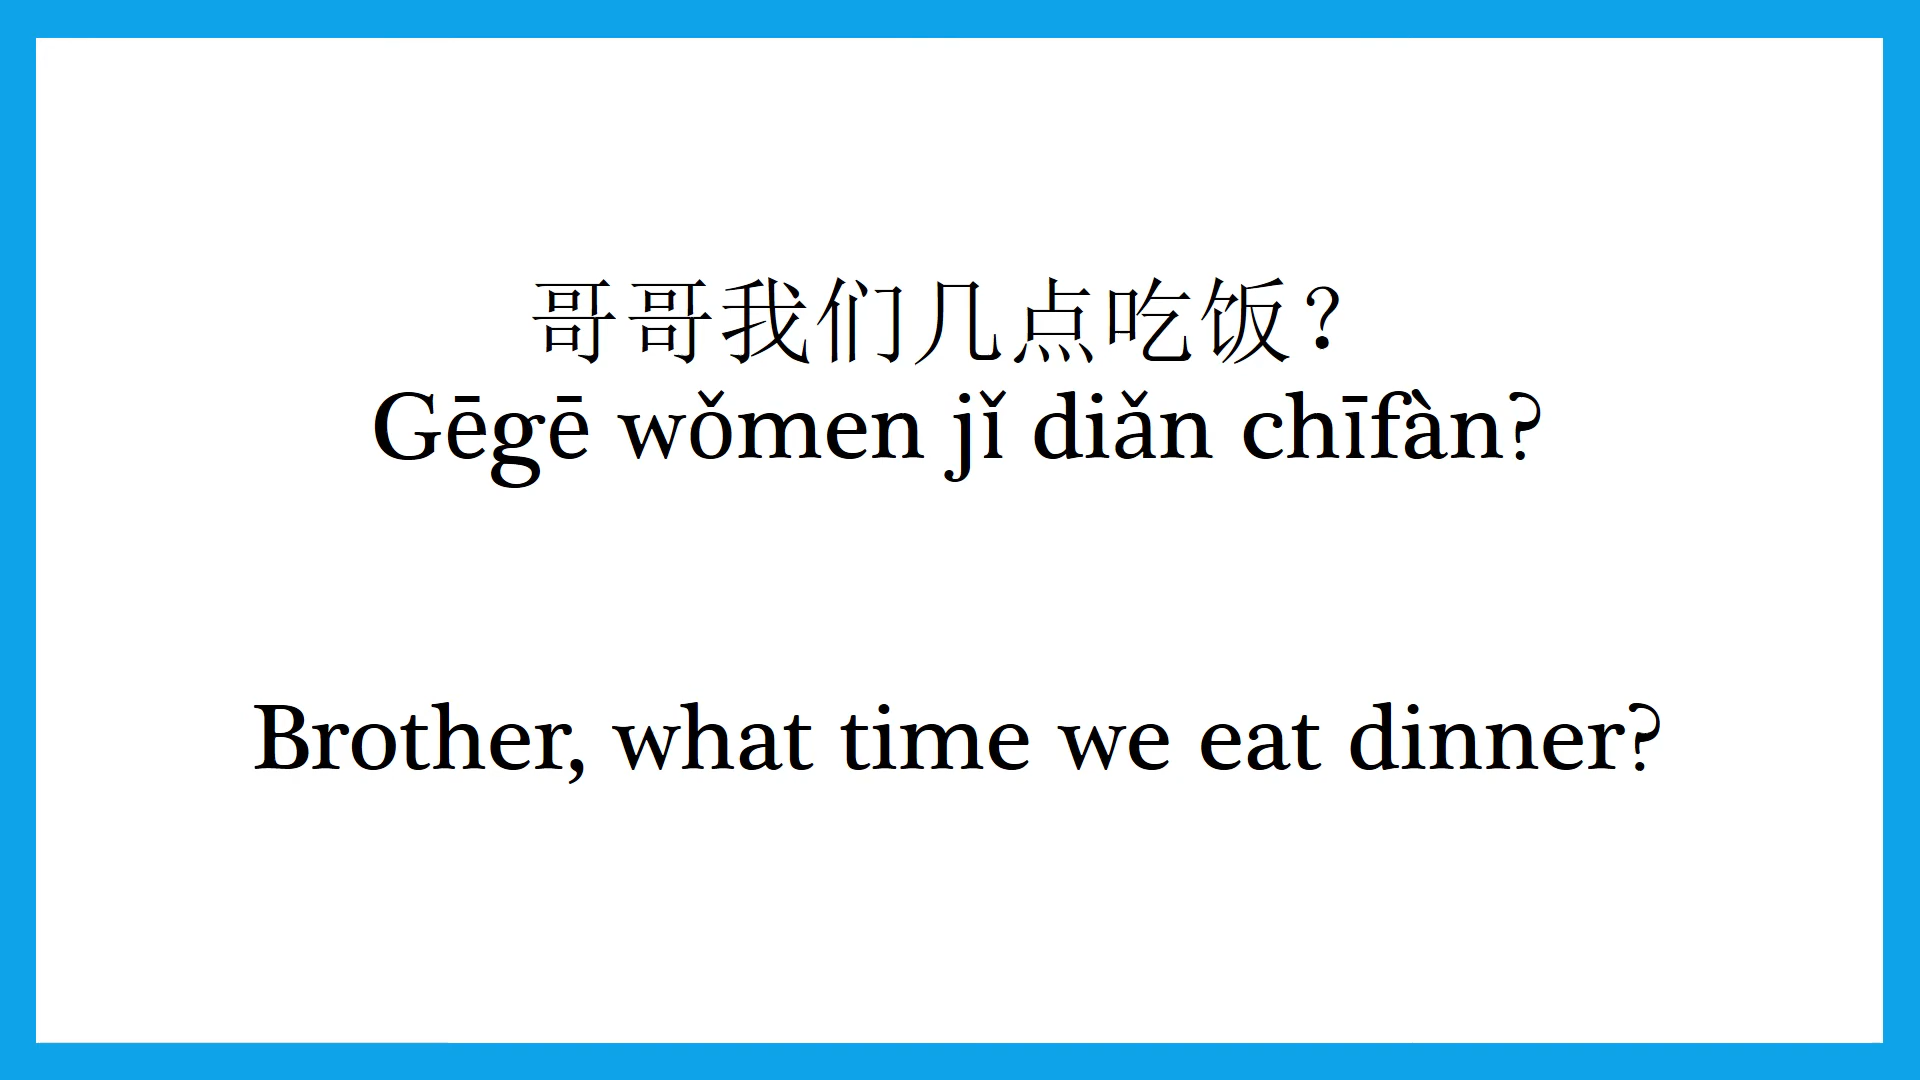 哥哥我们几点吃饭？
Gēgē wǒmen jǐ diǎn chīfàn?
Brother, what time we eat dinner?